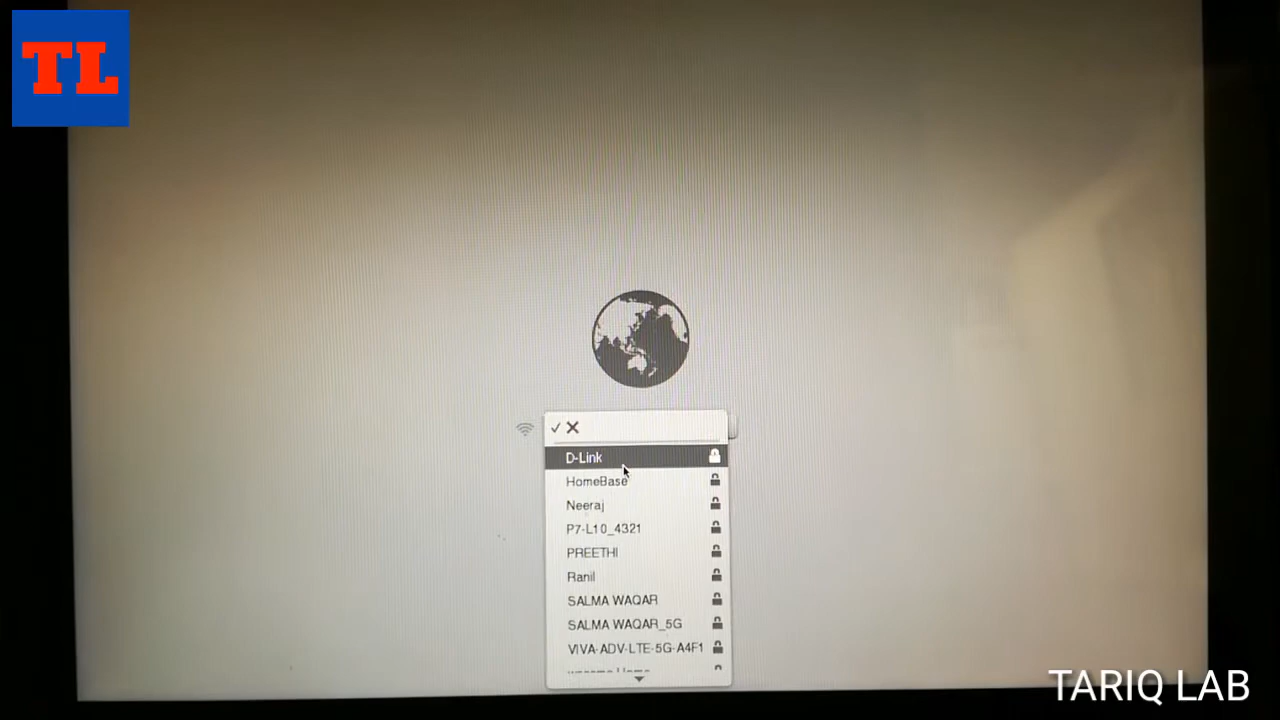 TL
D-Link
HomeBase
Neeraj
P7-L10_4321
PREETHI
Ranil
SALMA WAQAR
SALMA WAQAR_5G
VIVA-ADV-LTE-5G-A4F1
TARIQ LAB